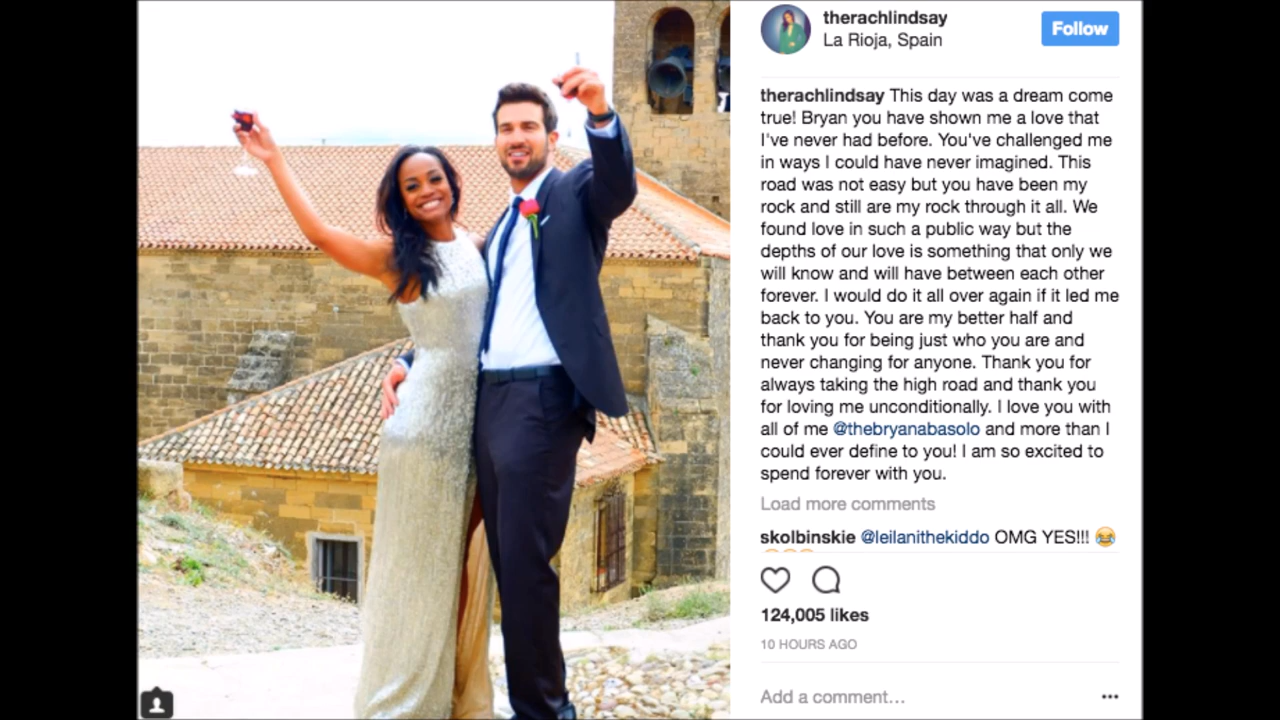 therachlindsay
La Rioja, Spain
Follow
therachlindsay This day was a dream come
true! Bryan you have shown me a love that
I've never had before. You've challenged me
in ways I could have never imagined. This
road was not easy but you have been my
rock and still are my rock through it all. We
found love in such a public way but the
depths of our love is something that only we
will know and will have between each other
forever. I would do it all over again if it led me
back to you. You are my better half and
thank you for being just who you are and
never changing for anyone. Thank you for
always taking the high road and thank you
for loving me unconditionally. I love you with
all of me @thebryanabasolo and more than I
could ever define to you! I am so excited to
spend forever with you.
Load more comments
skolbinskie @leilanithekiddo OMG YES!!! 😂
124,005 likes
10 HOURS AGO
Add a comment…